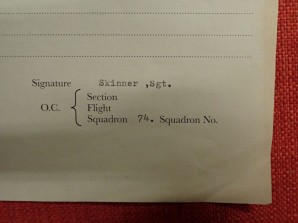 Signature Skinner ,Sgt.
Section
O.C. { Flight
Squadron 74. Squadron No.